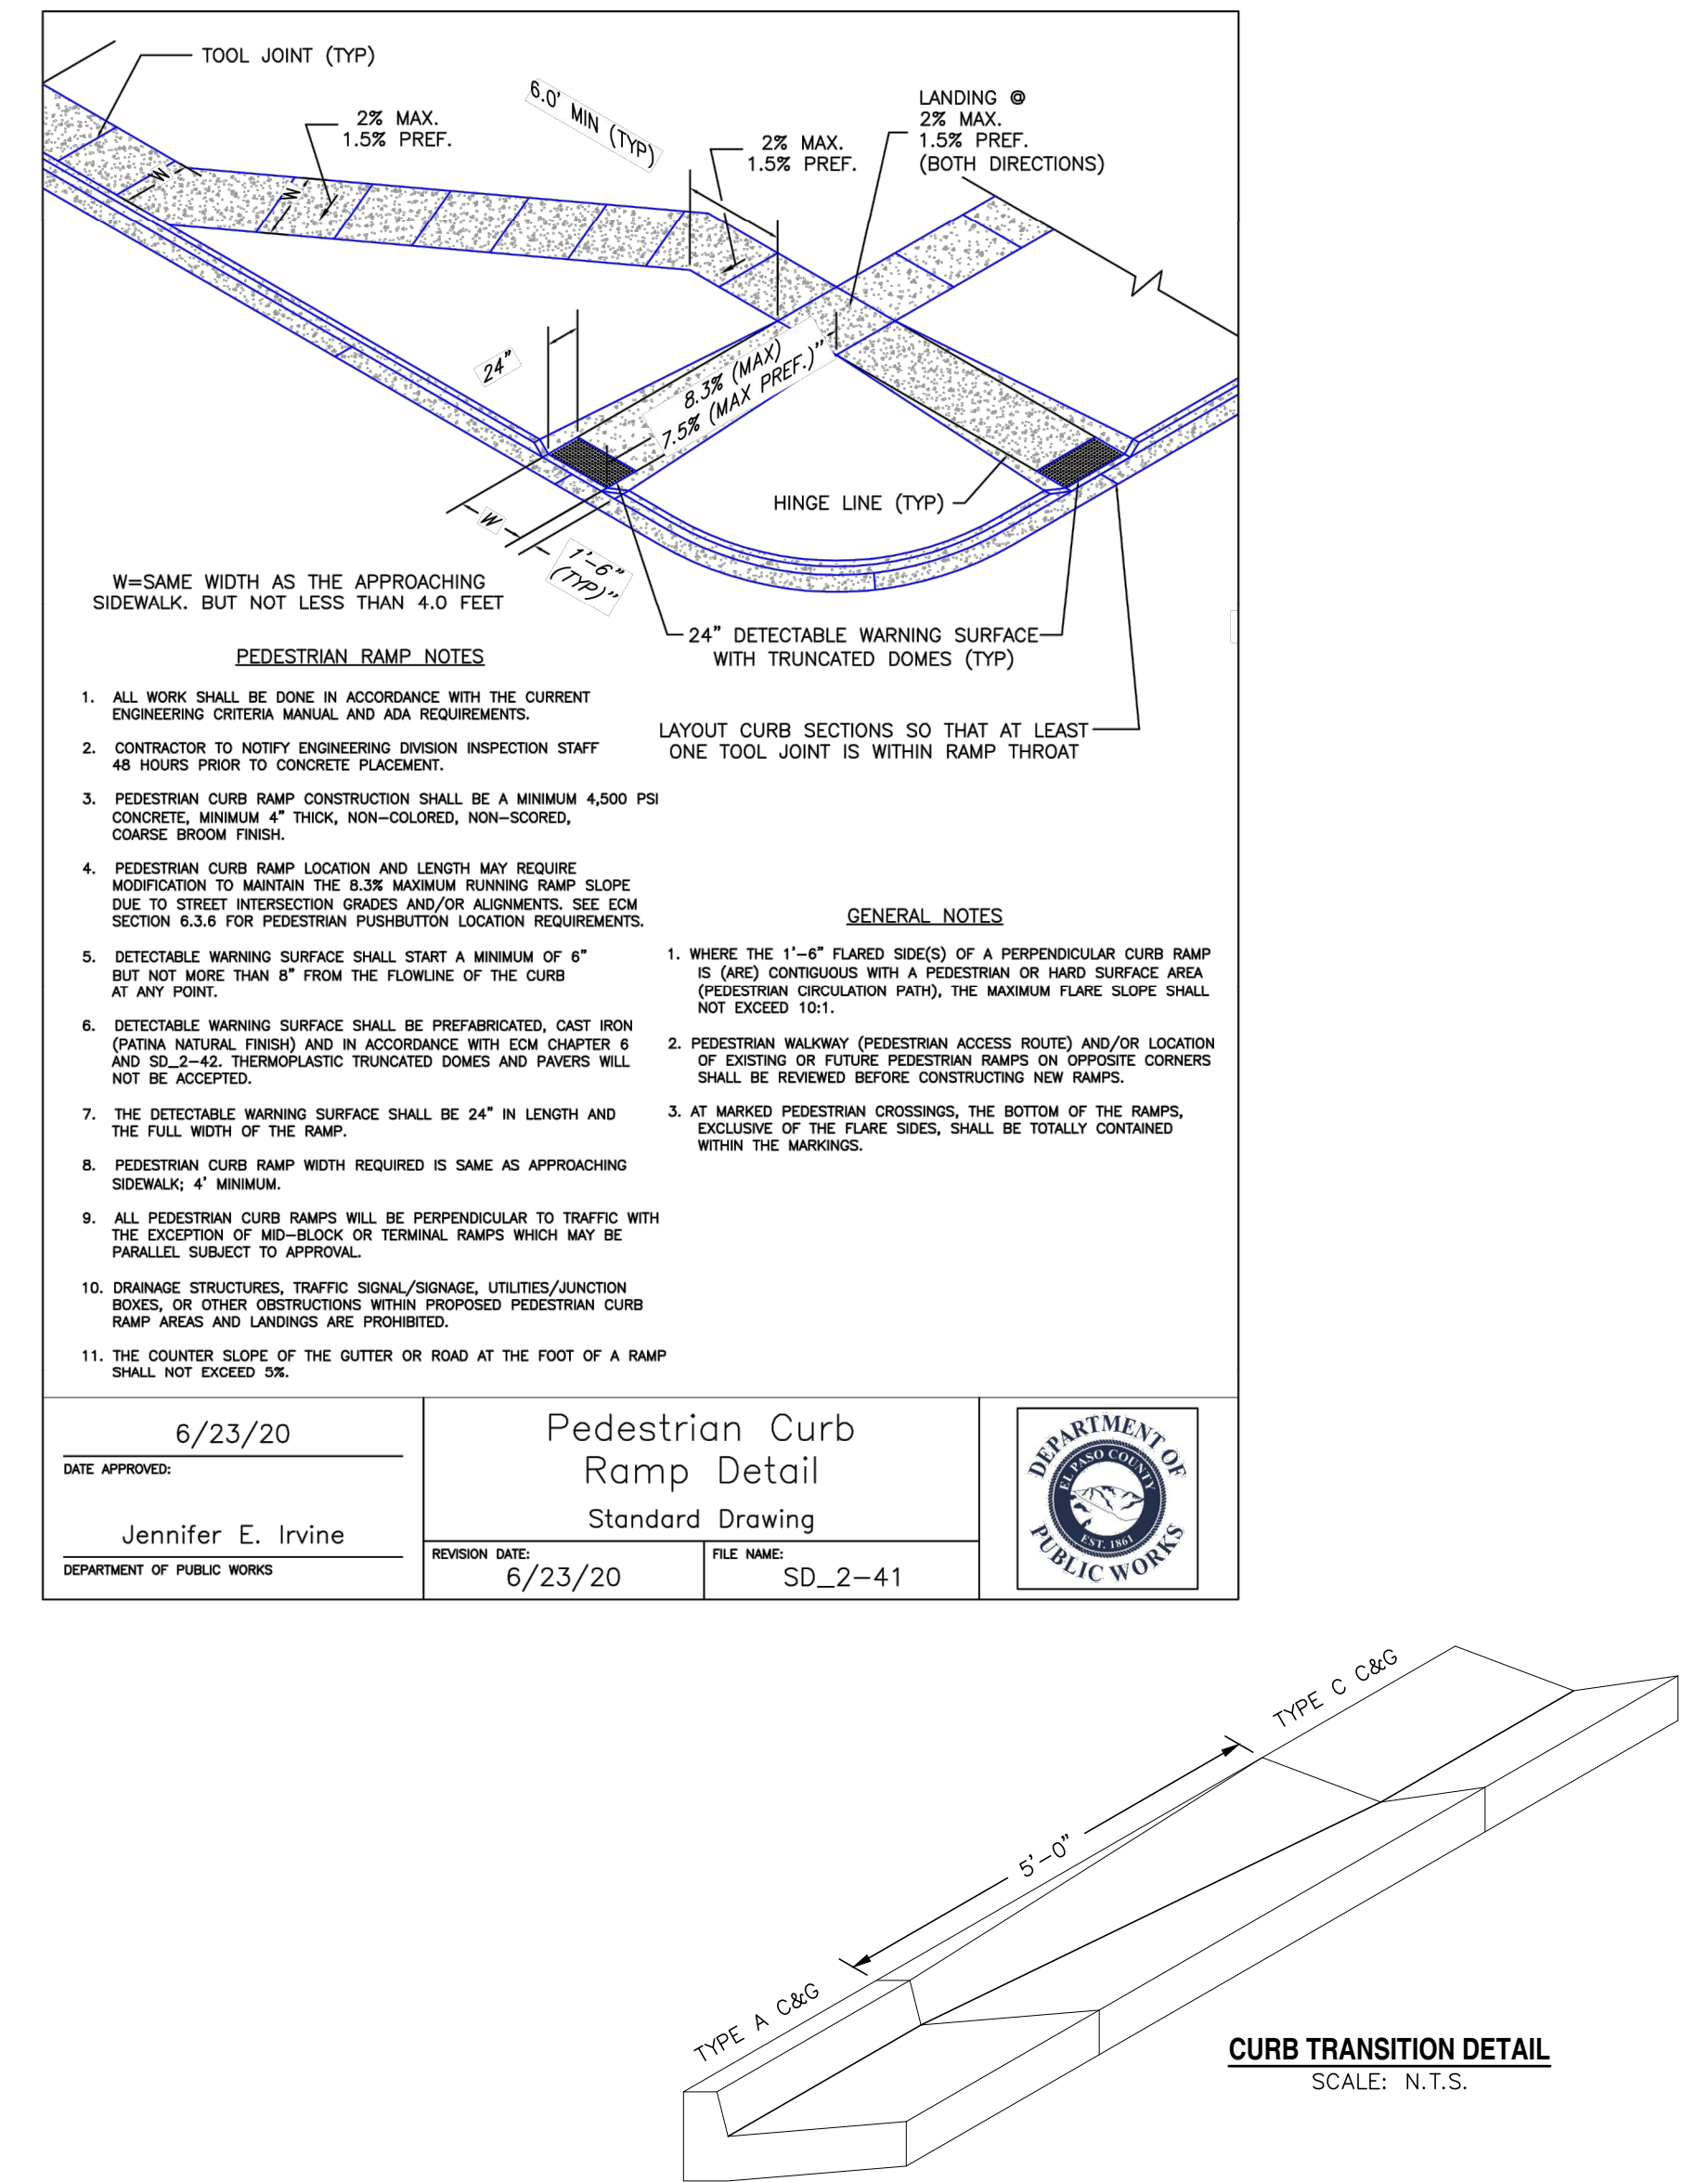 TOOL JOINT (TYP)
2% MAX.
1.5% PREF.
6.0' MIN (TYP)
2% MAX.
1.5% PREF.
LANDING @
2% MAX.
1.5% PREF.
(BOTH DIRECTIONS)
W
W
24"
8.3% (MAX)
7.5% (MAX PREF.)"
HINGE LINE (TYP)
W
1'-6"
(TYP)"
W=SAME WIDTH AS THE APPROACHING
SIDEWALK. BUT NOT LESS THAN 4.0 FEET
24" DETECTABLE WARNING SURFACE
WITH TRUNCATED DOMES (TYP)
LAYOUT CURB SECTIONS SO THAT AT LEAST
ONE TOOL JOINT IS WITHIN RAMP THROAT
PEDESTRIAN RAMP NOTES
1. ALL WORK SHALL BE DONE IN ACCORDANCE WITH THE CURRENT
ENGINEERING CRITERIA MANUAL AND ADA REQUIREMENTS.
2. CONTRACTOR TO NOTIFY ENGINEERING DIVISION INSPECTION STAFF
48 HOURS PRIOR TO CONCRETE PLACEMENT.
3. PEDESTRIAN CURB RAMP CONSTRUCTION SHALL BE A MINIMUM 4,500 PSI
CONCRETE, MINIMUM 4" THICK, NON-COLORED, NON-SCORED,
COARSE BROOM FINISH.
4. PEDESTRIAN CURB RAMP LOCATION AND LENGTH MAY REQUIRE
MODIFICATION TO MAINTAIN THE 8.3% MAXIMUM RUNNING RAMP SLOPE
DUE TO STREET INTERSECTION GRADES AND/OR ALIGNMENTS. SEE ECM
SECTION 6.3.6 FOR PEDESTRIAN PUSHBUTTON LOCATION REQUIREMENTS.
5. DETECTABLE WARNING SURFACE SHALL START A MINIMUM OF 6"
BUT NOT MORE THAN 8" FROM THE FLOWLINE OF THE CURB
AT ANY POINT.
6. DETECTABLE WARNING SURFACE SHALL BE PREFABRICATED, CAST IRON
(PATINA NATURAL FINISH) AND IN ACCORDANCE WITH ECM CHAPTER 6
AND SD_2-42. THERMOPLASTIC TRUNCATED DOMES AND PAVERS WILL
NOT BE ACCEPTED.
7. THE DETECTABLE WARNING SURFACE SHALL BE 24" IN LENGTH AND
THE FULL WIDTH OF THE RAMP.
8. PEDESTRIAN CURB RAMP WIDTH REQUIRED IS SAME AS APPROACHING
SIDEWALK; 4' MINIMUM.
9. ALL PEDESTRIAN CURB RAMPS WILL BE PERPENDICULAR TO TRAFFIC WITH
THE EXCEPTION OF MID-BLOCK OR TERMINAL RAMPS WHICH MAY BE
PARALLEL SUBJECT TO APPROVAL.
10. DRAINAGE STRUCTURES, TRAFFIC SIGNAL/SIGNAGE, UTILITIES/JUNCTION
BOXES, OR OTHER OBSTRUCTIONS WITHIN PROPOSED PEDESTRIAN CURB
RAMP AREAS AND LANDINGS ARE PROHIBITED.
11. THE COUNTER SLOPE OF THE GUTTER OR ROAD AT THE FOOT OF A RAMP
SHALL NOT EXCEED 5%.
GENERAL NOTES
1. WHERE THE 1'-6" FLARED SIDE(S) OF A PERPENDICULAR CURB RAMP
IS (ARE) CONTIGUOUS WITH A PEDESTRIAN OR HARD SURFACE AREA
(PEDESTRIAN CIRCULATION PATH), THE MAXIMUM FLARE SLOPE SHALL
NOT EXCEED 10:1.
2. PEDESTRIAN WALKWAY (PEDESTRIAN ACCESS ROUTE) AND/OR LOCATION
OF EXISTING OR FUTURE PEDESTRIAN RAMPS ON OPPOSITE CORNERS
SHALL BE REVIEWED BEFORE CONSTRUCTING NEW RAMPS.
3. AT MARKED PEDESTRIAN CROSSINGS, THE BOTTOM OF THE RAMPS,
EXCLUSIVE OF THE FLARE SIDES, SHALL BE TOTALLY CONTAINED
WITHIN THE MARKINGS.
6/23/20
DATE APPROVED:
Jennifer E. Irvine
DEPARTMENT OF PUBLIC WORKS
Pedestrian Curb
Ramp Detail
Standard Drawing
REVISION DATE:
6/23/20
FILE NAME:
SD_2-41
DEPARTMENT OF
EL PASO COUNTY
EST. 1861
PUBLIC WORKS
TYPE C C&G
5'-0"
TYPE A C&G
CURB TRANSITION DETAIL
SCALE: N.T.S.